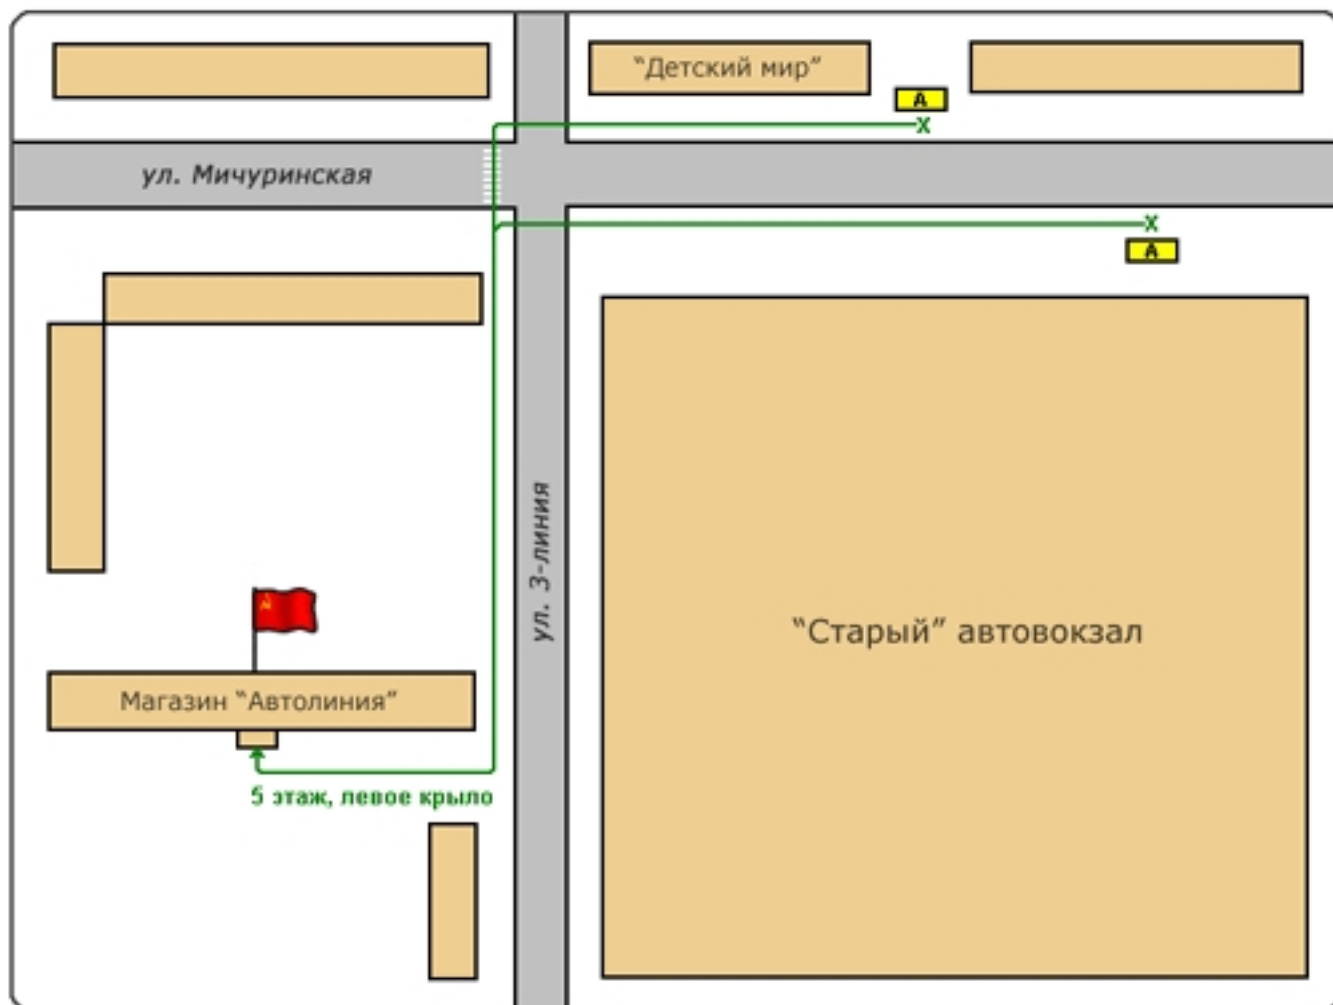 “Детский мир”
А
X
ул. Мичуринская
X
А
ул. 3-линия
“Старый” автовокзал
Магазин “Автолиния”
5 этаж, левое крыло